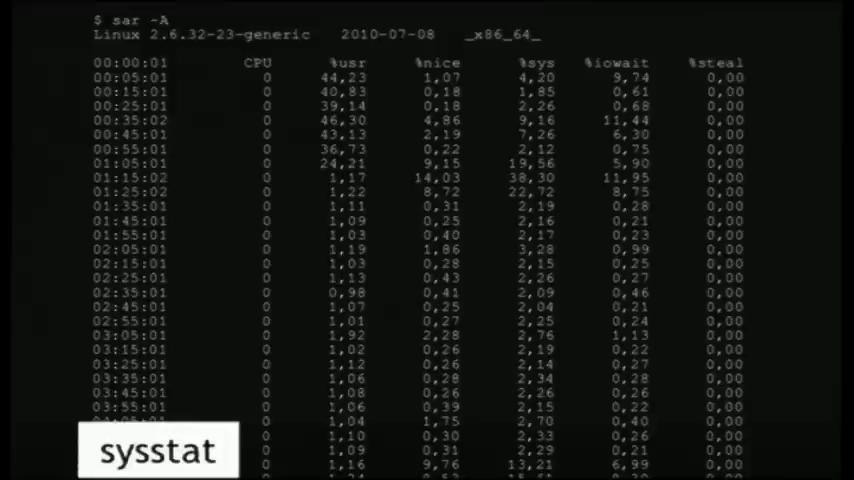 $ sar -A
Linux 2.6.32-23-generic 2010-07-08 _x86_64_
00:00:01 CPU %usr %nice %sys %iowait %steal
00:05:01 0 44,23 1,07 4,20 9,74 0,00
00:15:01 0 40,83 0,18 1,85 0,61 0,00
00:25:01 0 39,14 0,18 2,26 0,68 0,00
00:35:02 0 46,30 4,86 9,16 11,44 0,00
00:45:01 0 43,13 2,19 7,26 6,30 0,00
00:55:01 0 36,73 0,22 2,12 0,75 0,00
01:05:01 0 24,21 9,15 19,56 5,90 0,00
01:15:02 0 1,17 14,03 38,30 11,95 0,00
01:25:02 0 1,22 8,72 22,72 8,75 0,00
01:35:01 0 1,11 0,31 2,19 0,28 0,00
01:45:01 0 1,09 0,25 2,16 0,21 0,00
01:55:01 0 1,03 0,40 2,17 0,23 0,00
02:05:01 0 1,19 1,86 3,28 0,99 0,00
02:15:01 0 1,03 0,28 2,15 0,25 0,00
02:25:01 0 1,13 0,43 2,26 0,27 0,00
02:35:01 0 0,98 0,41 2,09 0,46 0,00
02:45:01 0 1,07 0,25 2,04 0,21 0,00
02:55:01 0 1,01 0,27 2,25 0,24 0,00
03:05:01 0 1,92 2,28 2,76 1,13 0,00
03:15:01 0 1,02 0,26 2,19 0,22 0,00
03:25:01 0 1,12 0,26 2,14 0,27 0,00
03:35:01 0 1,06 0,28 2,34 0,28 0,00
03:45:01 0 1,08 0,26 2,26 0,26 0,00
03:55:01 0 1,06 0,39 2,15 0,22 0,00
0 1,04 1,75 2,70 0,40 0,00
0 1,10 0,30 2,33 0,26 0,00
0 1,09 0,31 2,29 0,21 0,00
0 1,16 9,76 13,21 6,99 0,00
sysstat